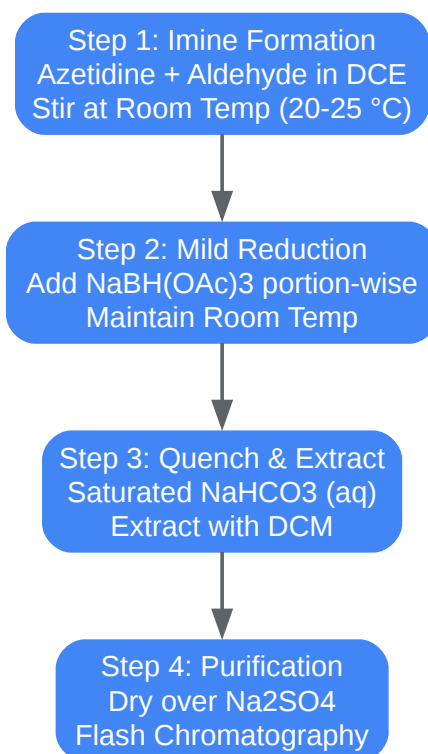 Step 1: Imine Formation
Azetidine + Aldehyde in DCE
Stir at Room Temp (20-25 °C)
Step 2: Mild Reduction
Add NaBH(OAc)3 portion-wise
Maintain Room Temp
Step 3: Quench & Extract
Saturated NaHCO3 (aq)
Extract with DCM
Step 4: Purification
Dry over Na2SO4
Flash Chromatography